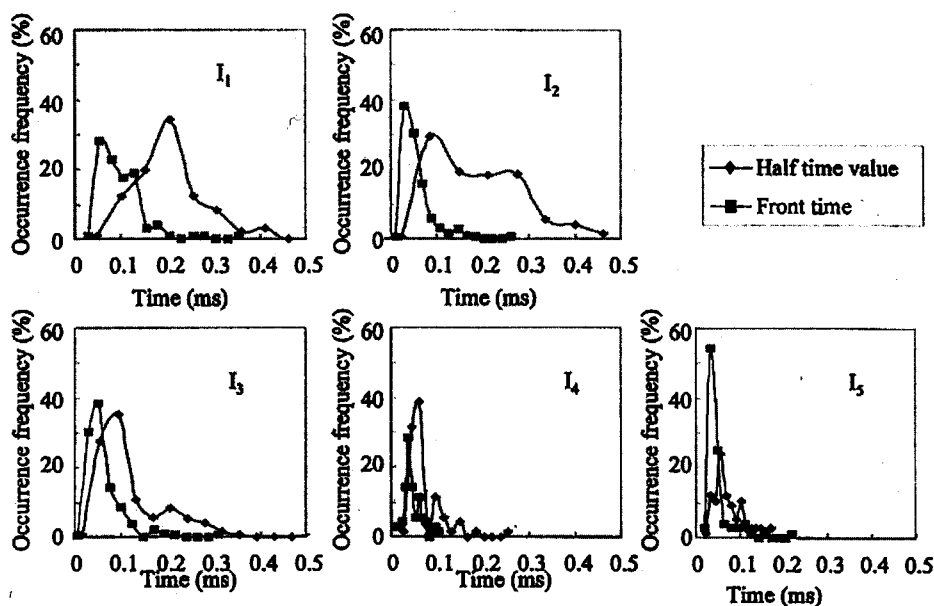 Occurrence frequency (%)
60
40
20
0
I1
0 0.1 0.2 0.3 0.4 0.5
Time (ms)
Occurrence frequency (%)
60
40
20
0
I2
0 0.1 0.2 0.3 0.4 0.5
Time (ms)
Half time value
Front time
Occurrence frequency (%)
60
40
20
0
I3
0 0.1 0.2 0.3 0.4 0.5
Time (ms)
Occurrence frequency (%)
60
40
20
0
I4
0 0.1 0.2 0.3 0.4 0.5
Time (ms)
Occurrence frequency (%)
60
40
20
0
I5
0 0.1 0.2 0.3 0.4 0.5
Time (ms)